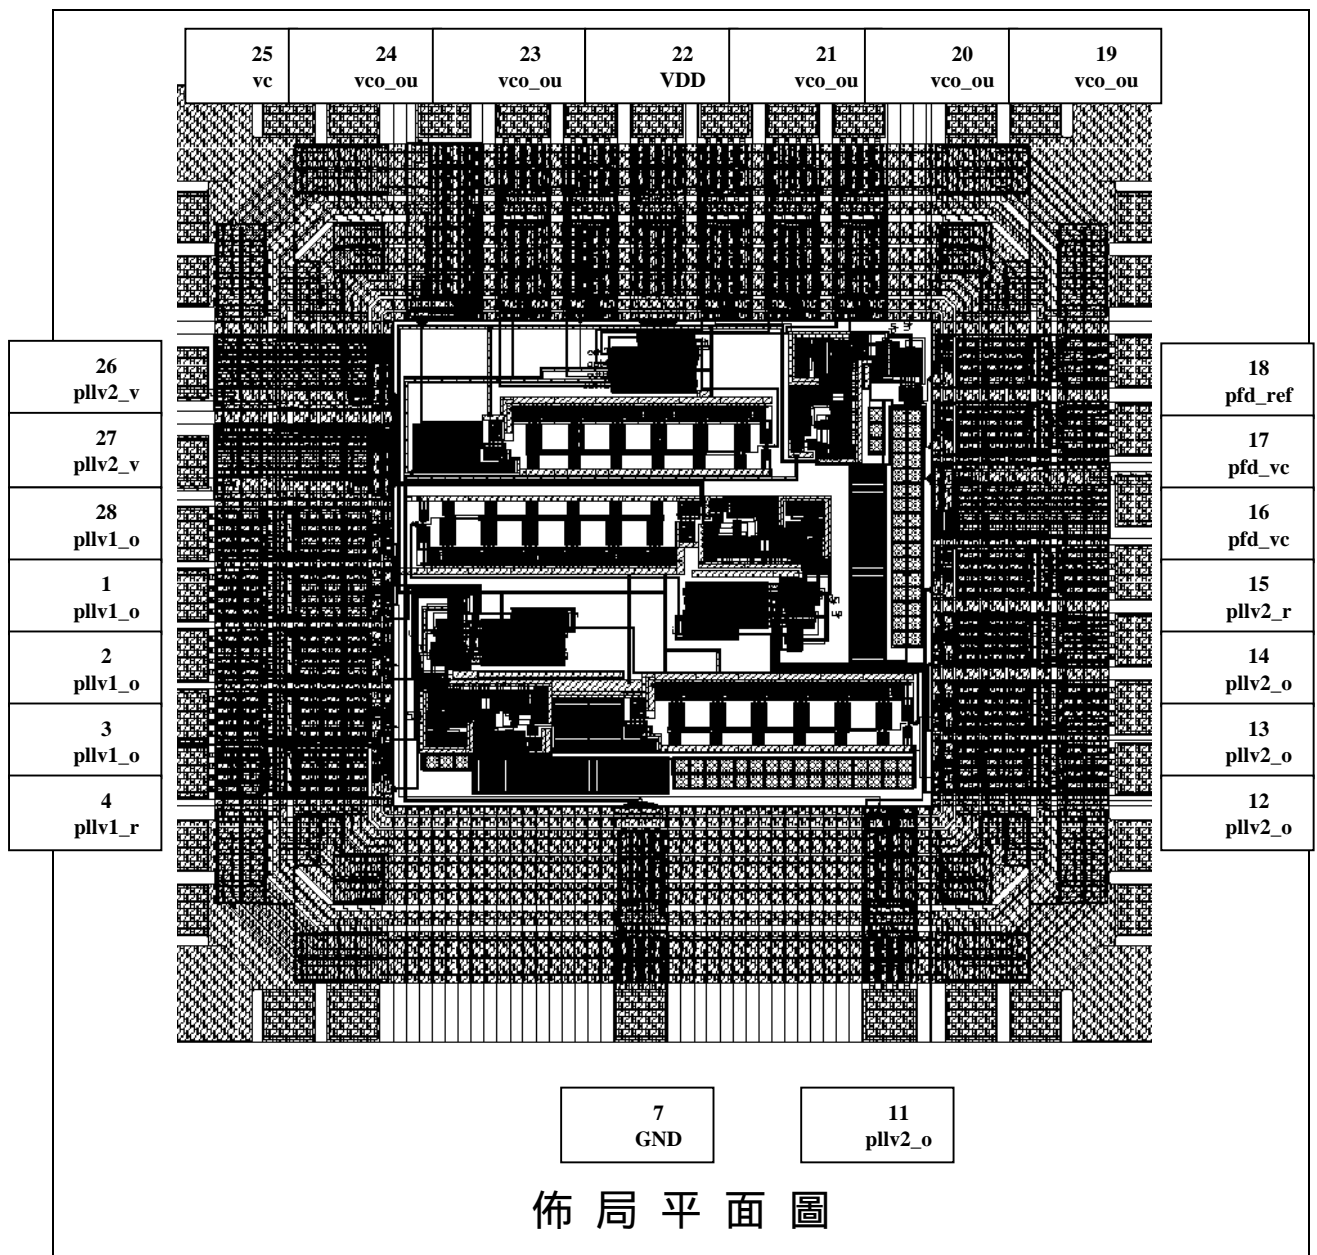 25
vc
24
vco_ou
23
vco_ou
22
VDD
21
vco_ou
20
vco_ou
19
vco_ou
26
pllv2_v
27
pllv2_v
28
pllv1_o
1
pllv1_o
2
pllv1_o
3
pllv1_o
4
pllv1_r
18
pfd_ref
17
pfd_vc
16
pfd_vc
15
pllv2_r
14
pllv2_o
13
pllv2_o
12
pllv2_o
7
GND
11
pllv2_o
佈局平面圖